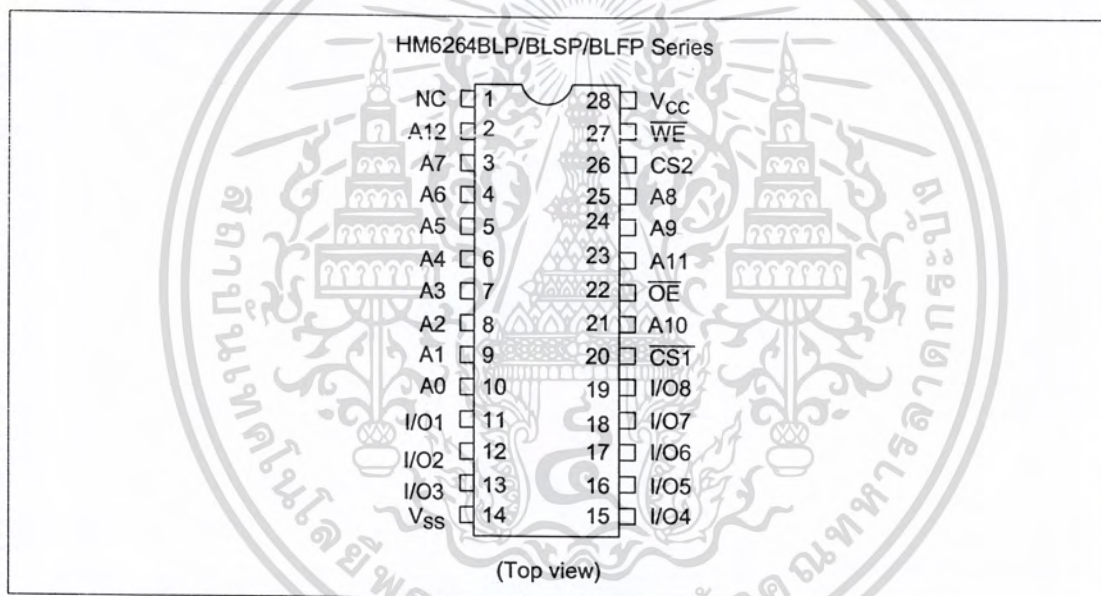 HM6264BLP/BLSP/BLFP Series
NC 1 28 VCC
A12 2 27 W̅E̅
A7 3 26 CS2
A6 4 25 A8
A5 5 24 A9
A4 6 23 A11
A3 7 22 O̅E̅
A2 8 21 A10
A1 9 20 C̅S̅1̅
A0 10 19 I/O8
I/O1 11 18 I/O7
I/O2 12 17 I/O6
I/O3 13 16 I/O5
VSS 14 15 I/O4
(Top view)